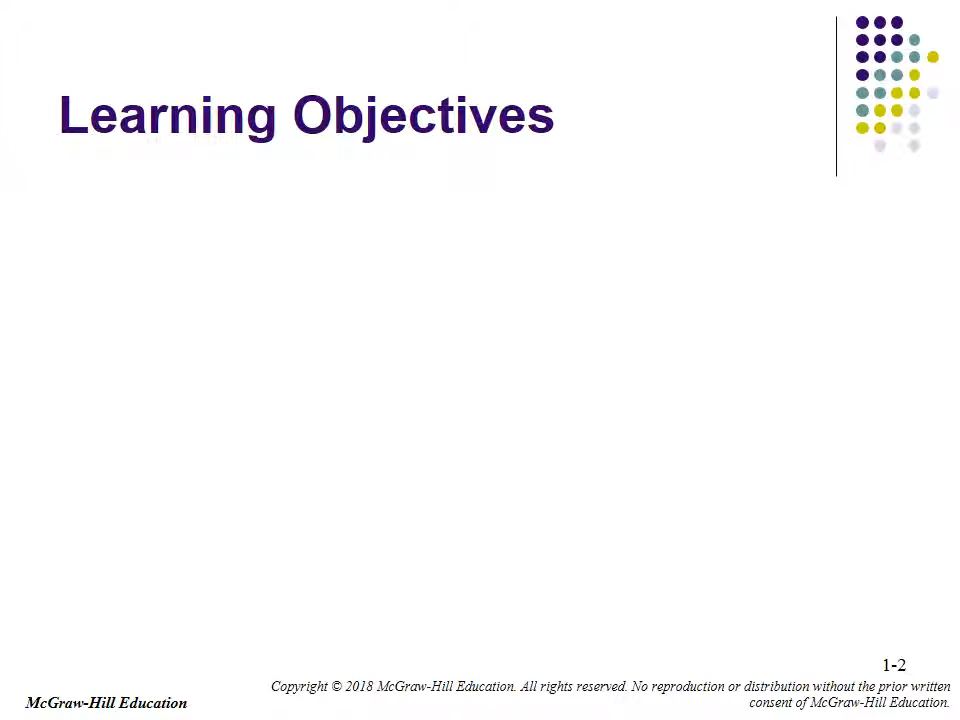 Learning Objectives
1-2
Copyright © 2018 McGraw-Hill Education. All rights reserved. No reproduction or distribution without the prior written
consent of McGraw-Hill Education.
McGraw-Hill Education